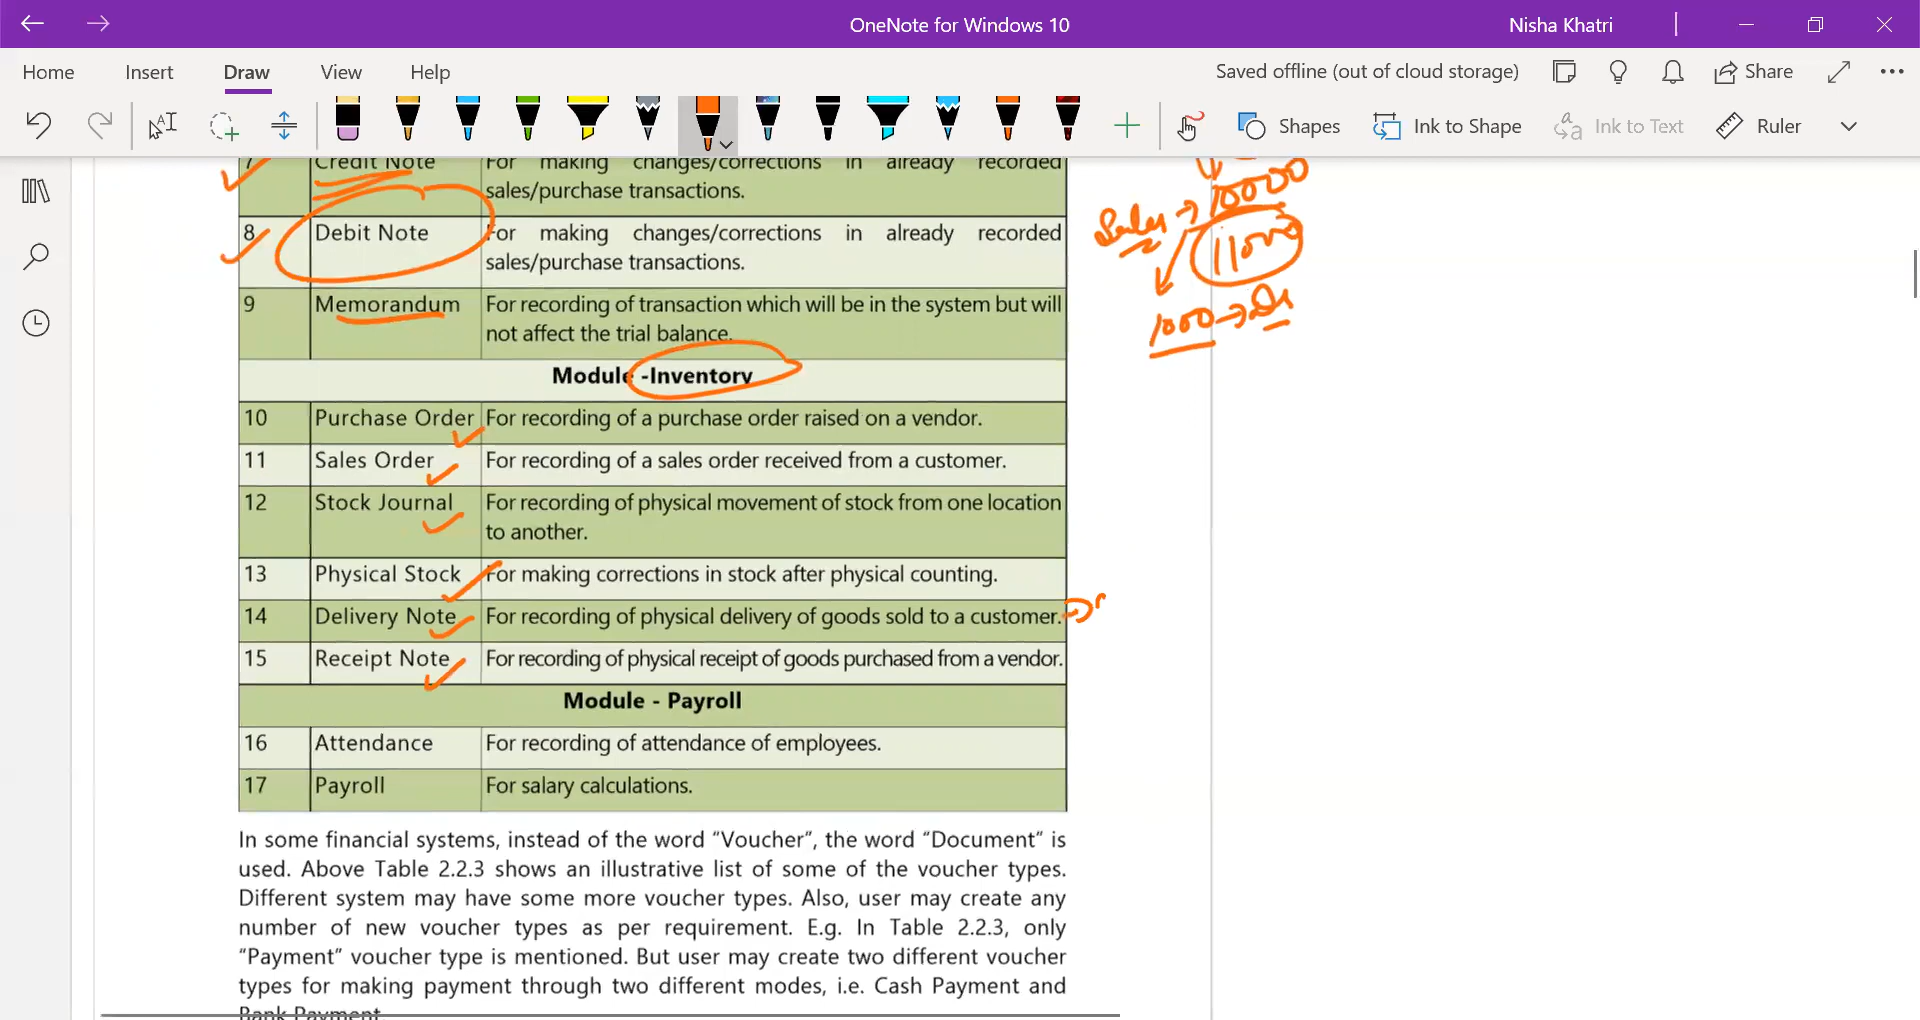 OneNote for Windows 10
Nisha Khatri
Home Insert Draw View Help
Saved offline (out of cloud storage) Share
Shapes Ink to Shape Ink to Text Ruler
7 Credit Note For making changes/corrections in already recorded
sales/purchase transactions.
8 Debit Note For making changes/corrections in already recorded
sales/purchase transactions.
9 Memorandum For recording of transaction which will be in the system but will
not affect the trial balance.
Module -Inventory
10 Purchase Order For recording of a purchase order raised on a vendor.
11 Sales Order For recording of a sales order received from a customer.
12 Stock Journal For recording of physical movement of stock from one location
to another.
13 Physical Stock For making corrections in stock after physical counting.
14 Delivery Note For recording of physical delivery of goods sold to a customer.
15 Receipt Note For recording of physical receipt of goods purchased from a vendor.
Module - Payroll
16 Attendance For recording of attendance of employees.
17 Payroll For salary calculations.
In some financial systems, instead of the word “Voucher”, the word “Document” is
used. Above Table 2.2.3 shows an illustrative list of some of the voucher types.
Different system may have some more voucher types. Also, user may create any
number of new voucher types as per requirement. E.g. In Table 2.2.3, only
“Payment” voucher type is mentioned. But user may create two different voucher
types for making payment through two different modes, i.e. Cash Payment and
Bank Payment
Sales → 10000
11000
1000 →